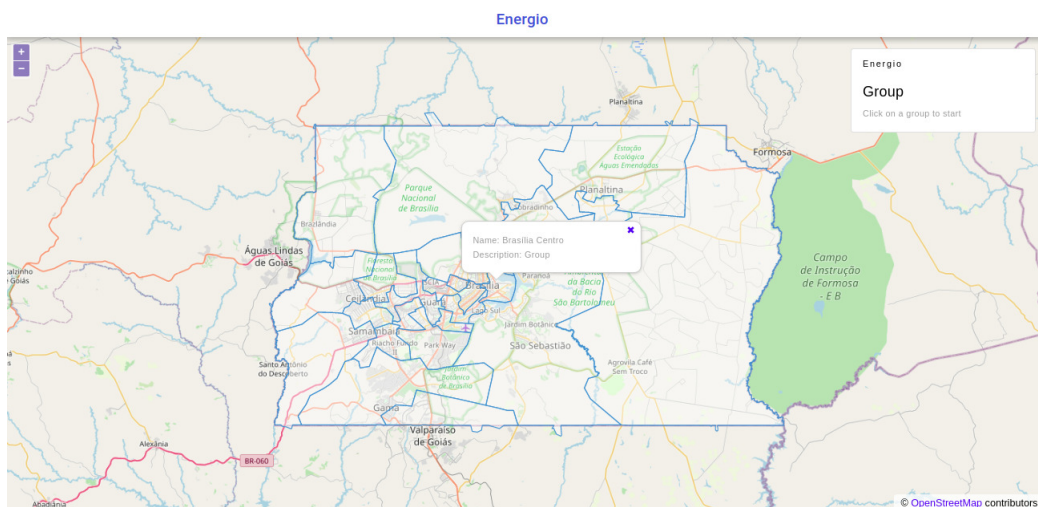 Energio
+
−
Energio
Group
Click on a group to start
Planaltina
Formosa
Estação
Ecológica
Águas Emendadas
Parque
Nacional
de Brasília
Planaltina
Sobradinho
Brazlândia
Name: Brasília Centro
Description: Group
Águas Lindas
de Goiás
Floresta
Nacional
de Brasília
Campo
de Instrução
de Formosa
- E B
Goiás
SCIA
Brasília
Paranoá
da Bacia
do Rio
São Bartolomeu
Ceilândia
Guará
Lago Sul
Jardim Botânico
Samambaia
Riacho Fundo
II
Park Way
São Sebastião
Santo Antônio
do Descoberto
Agrovila Café
Sem Troco
Jardim
Botânico
de Brasília
Gama
Valparaíso
de Goiás
Alexânia
BR-060
Abadiânia
© OpenStreetMap contributors